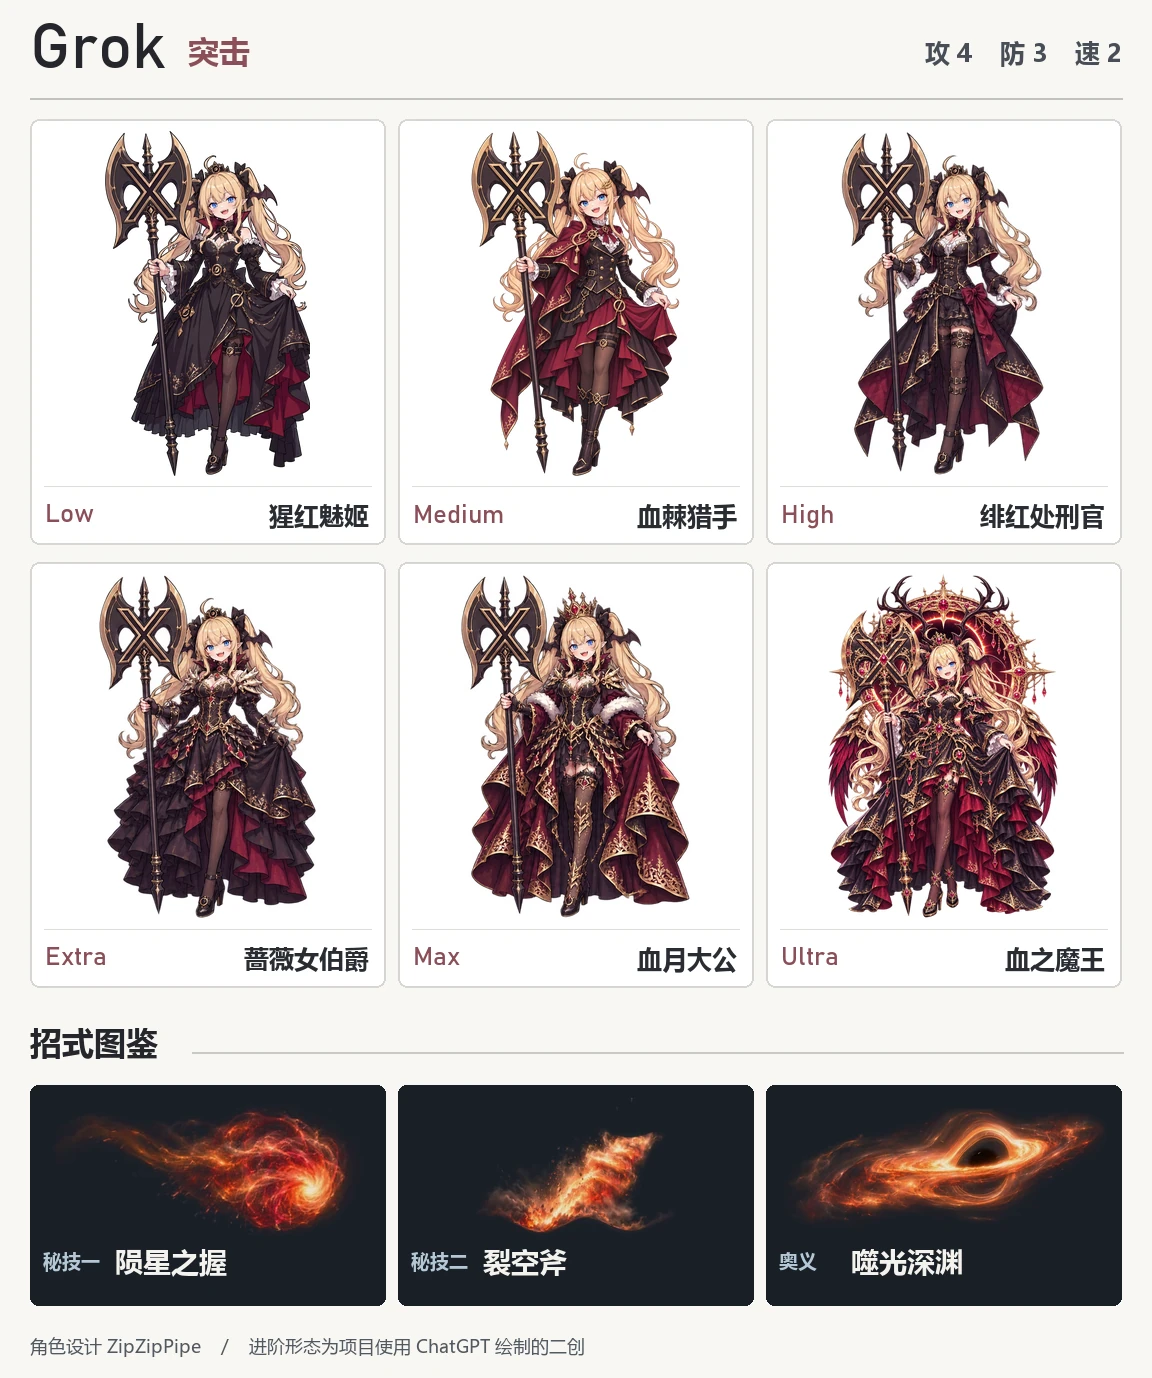 Grok 突击 攻 4 防 3 速 2
Low 猩红魅姬
Medium 血棘猎手
High 绯红处刑官
Extra 蔷薇女伯爵
Max 血月大公
Ultra 血之魔王
招式图鉴
秘技一 陨星之握
秘技二 裂空斧
奥义 噬光深渊
角色设计 ZipZipPipe / 进阶形态为项目使用 ChatGPT 绘制的二创